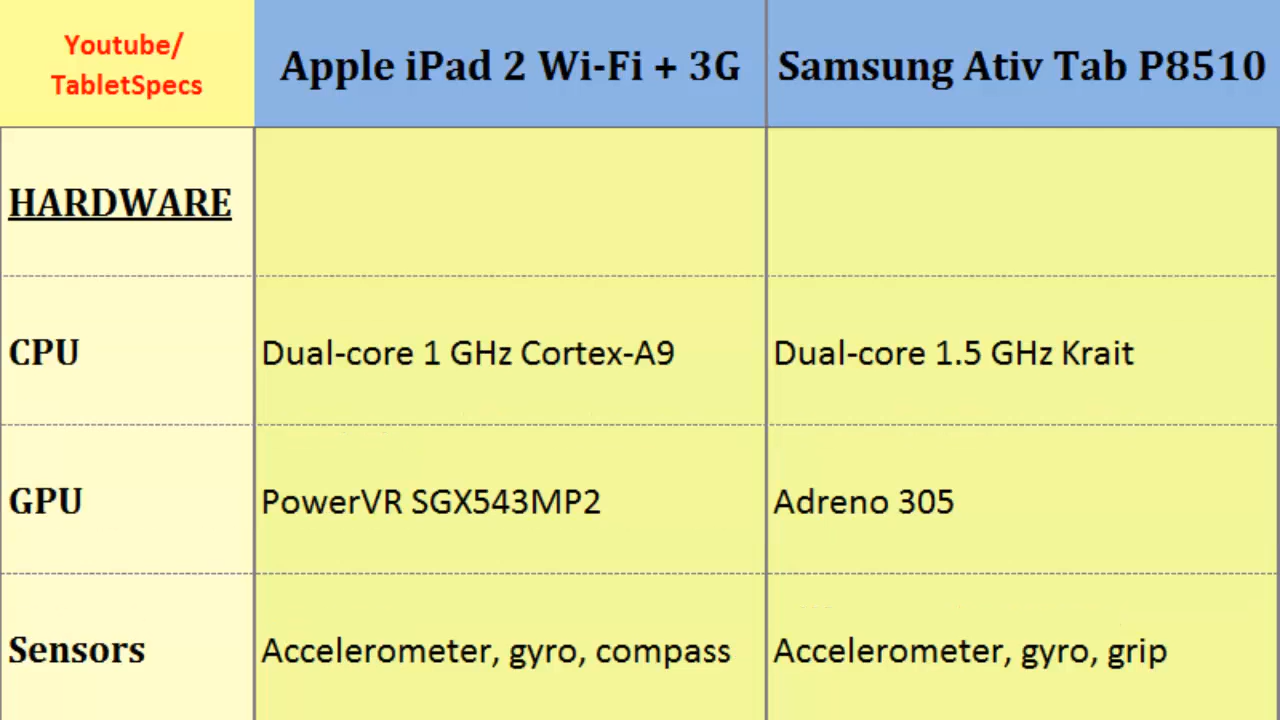 Youtube/
TabletSpecs
Apple iPad 2 Wi-Fi + 3G
Samsung Ativ Tab P8510
HARDWARE
CPU
Dual-core 1 GHz Cortex-A9
Dual-core 1.5 GHz Krait
GPU
PowerVR SGX543MP2
Adreno 305
Sensors
Accelerometer, gyro, compass
Accelerometer, gyro, grip